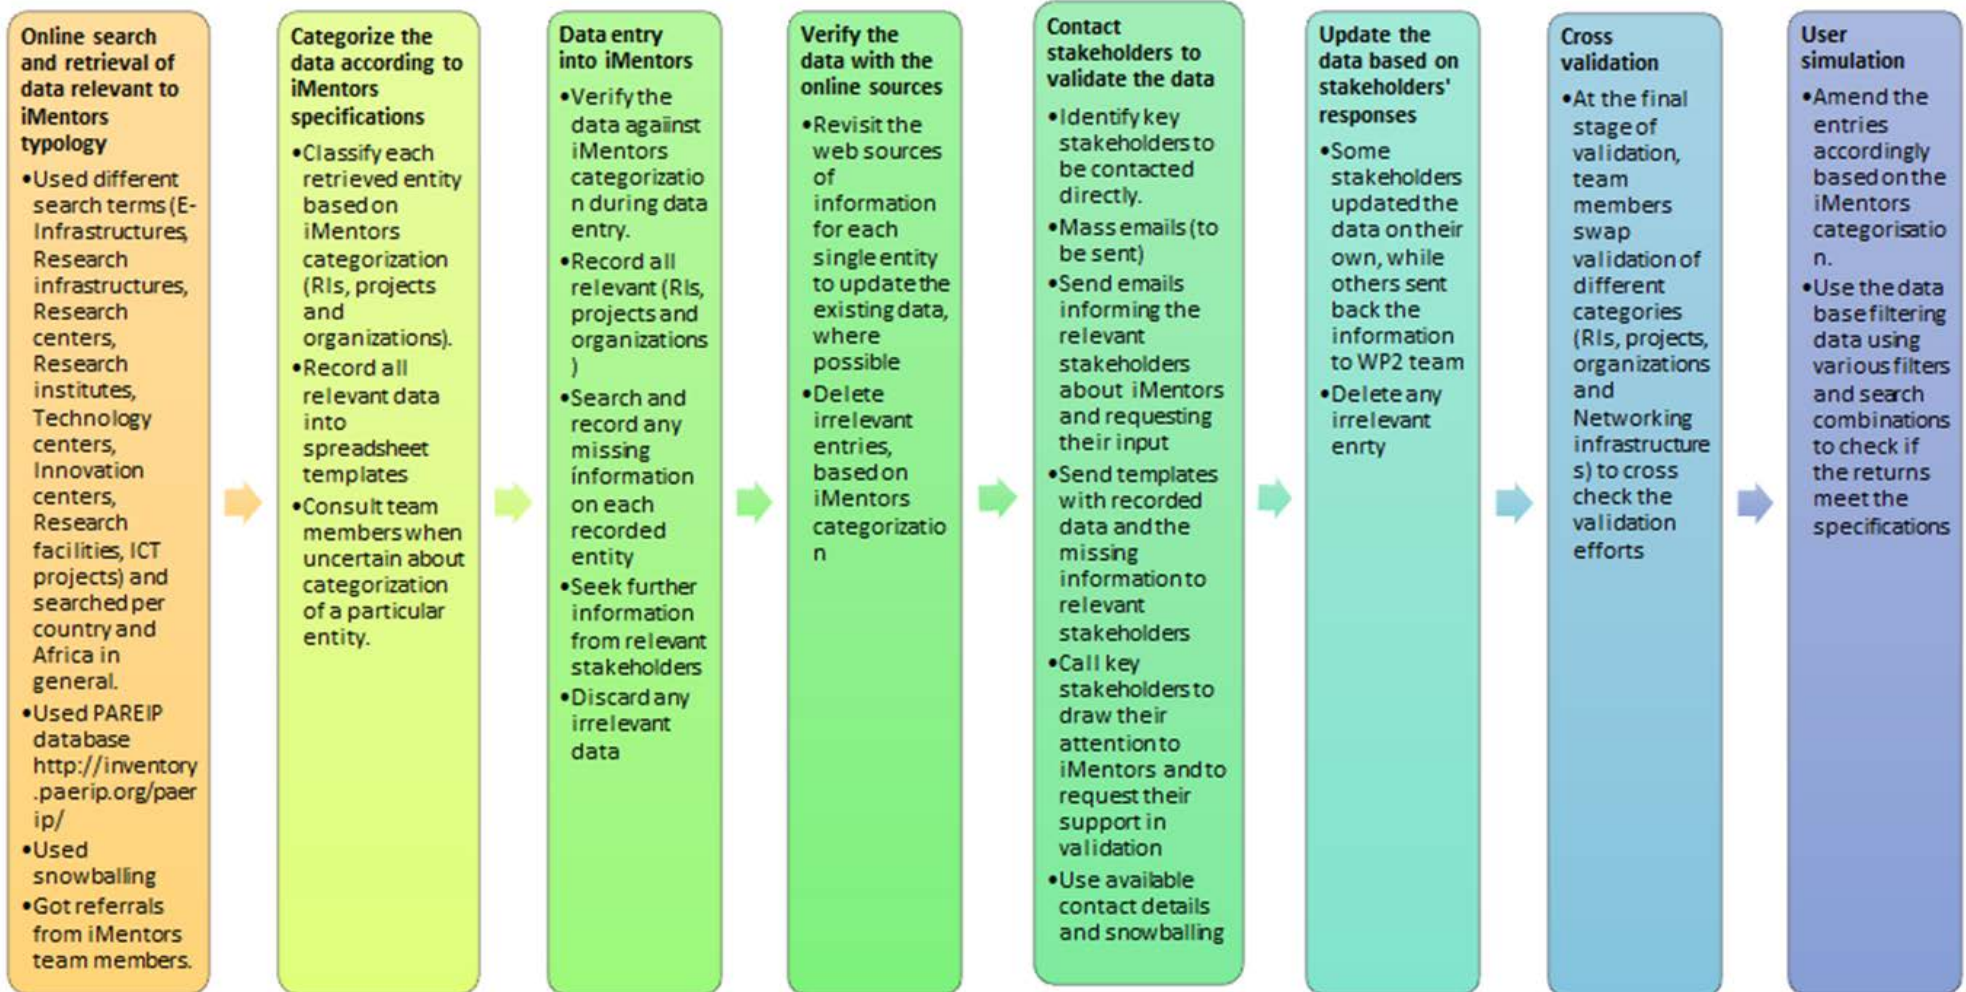 Online search
and retrieval of
data relevant to
iMentors
typology
•Used different
search terms (E-
Infrastructures,
Research
infrastructures,
Research
centers,
Research
institutes,
Technology
centers,
Innovation
centers,
Research
facilities, ICT
projects) and
searched per
country and
Africa in
general.
•Used PAREIP
database
http://inventory
.paerip.org/paer
ip/
•Used
snowballing
•Got referrals
from iMentors
team members.
Categorize the
data according to
iMentors
specifications
•Classify each
retrieved entity
based on
iMentors
categorization
(RIs, projects
and
organizations).
•Record all
relevant data
into
spreadsheet
templates
•Consult team
members when
uncertain about
categorization
of a particular
entity.
Data entry
into iMentors
•Verify the
data against
iMentors
categorizatio
n during data
entry.
•Record all
relevant (RIs,
projects and
organizations
)
•Search and
record any
missing
ínformation
on each
recorded
entity
•Seek further
information
from relevant
stakeholders
•Discard any
irrelevant
data
Verify the
data with the
online sources
•Revisit the
web sources
of
information
for each
single entity
to update the
existing data,
where
possible
•Delete
irrelevant
entries,
based on
iMentors
categorizatio
n
Contact
stakeholders to
validate the data
•Identify key
stakeholders to
be contacted
directly.
•Mass emails (to
be sent)
•Send emails
informing the
relevant
stakeholders
about iMentors
and requesting
their input
•Send templates
with recorded
data and the
missing
information to
relevant
stakeholders
•Call key
stakeholders to
draw their
attention to
iMentors and to
request their
support in
validation
•Use available
contact details
and snowballing
Update the
data based on
stakeholders'
responses
•Some
stakeholders
updated the
data on their
own, while
others sent
back the
information
to WP2 team
•Delete any
irrelevant
enrty
Cross
validation
•At the final
stage of
validation,
team
members
swap
validation of
different
categories
(RIs, projects,
organizations
and
Networking
infrastructure
s) to cross
check the
validation
efforts
User
simulation
•Amend the
entries
accordingly
based on the
iMentors
categorisatio
n.
•Use the data
base filtering
data using
various filters
and search
combinations
to check if
the returns
meet the
specifications